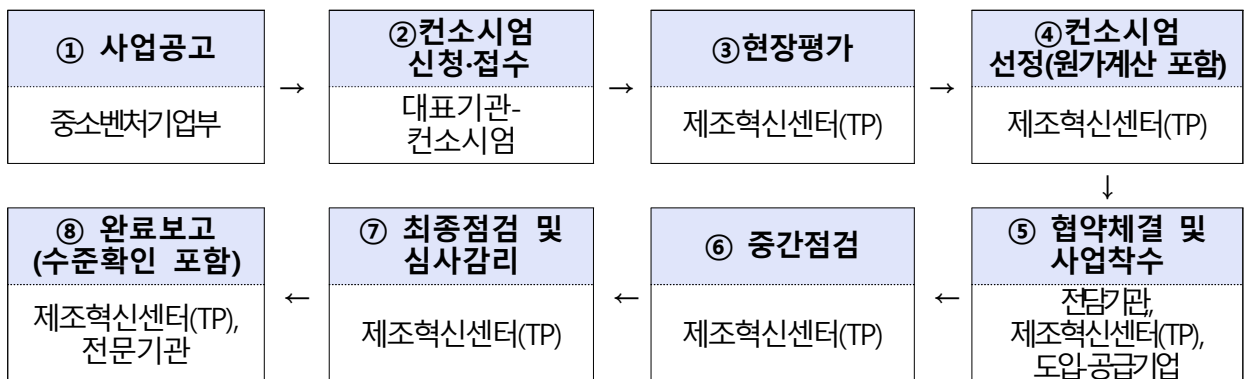 ① 사업공고
중소벤처기업부
→
②컨소시엄
신청·접수
대표기관-
컨소시엄
→
③현장평가
제조혁신센터(TP)
→
④컨소시엄
선정(원가계산 포함)
제조혁신센터(TP)
↓
⑤ 협약체결 및
사업착수
전담기관,
제조혁신센터(TP),
도입·공급기업
←
⑥ 중간점검
제조혁신센터(TP)
←
⑦ 최종점검 및
심사감리
제조혁신센터(TP)
←
⑧ 완료보고
(수준확인 포함)
제조혁신센터(TP),
전문기관